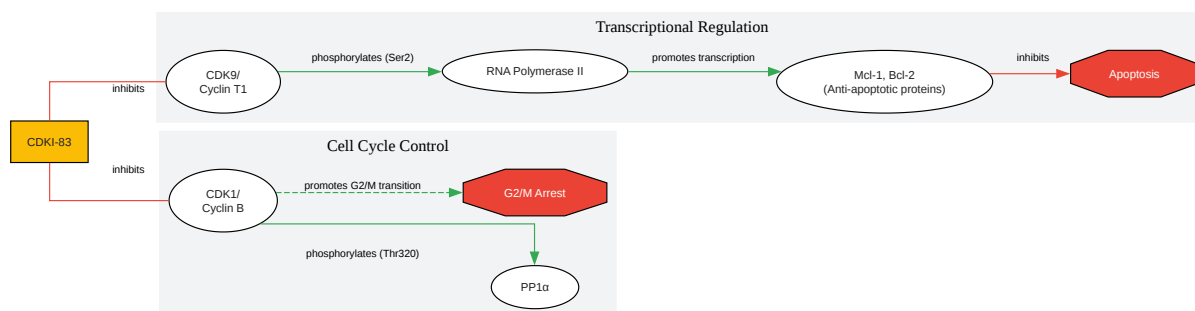 Transcriptional Regulation
phosphorylates (Ser2)
promotes transcription
inhibits
CDK9/
Cyclin T1
RNA Polymerase II
Mcl-1, Bcl-2
(Anti-apoptotic proteins)
Apoptosis
inhibits
CDKI-83
Cell Cycle Control
inhibits
CDK1/
Cyclin B
promotes G2/M transition
G2/M Arrest
phosphorylates (Thr320)
PP1α